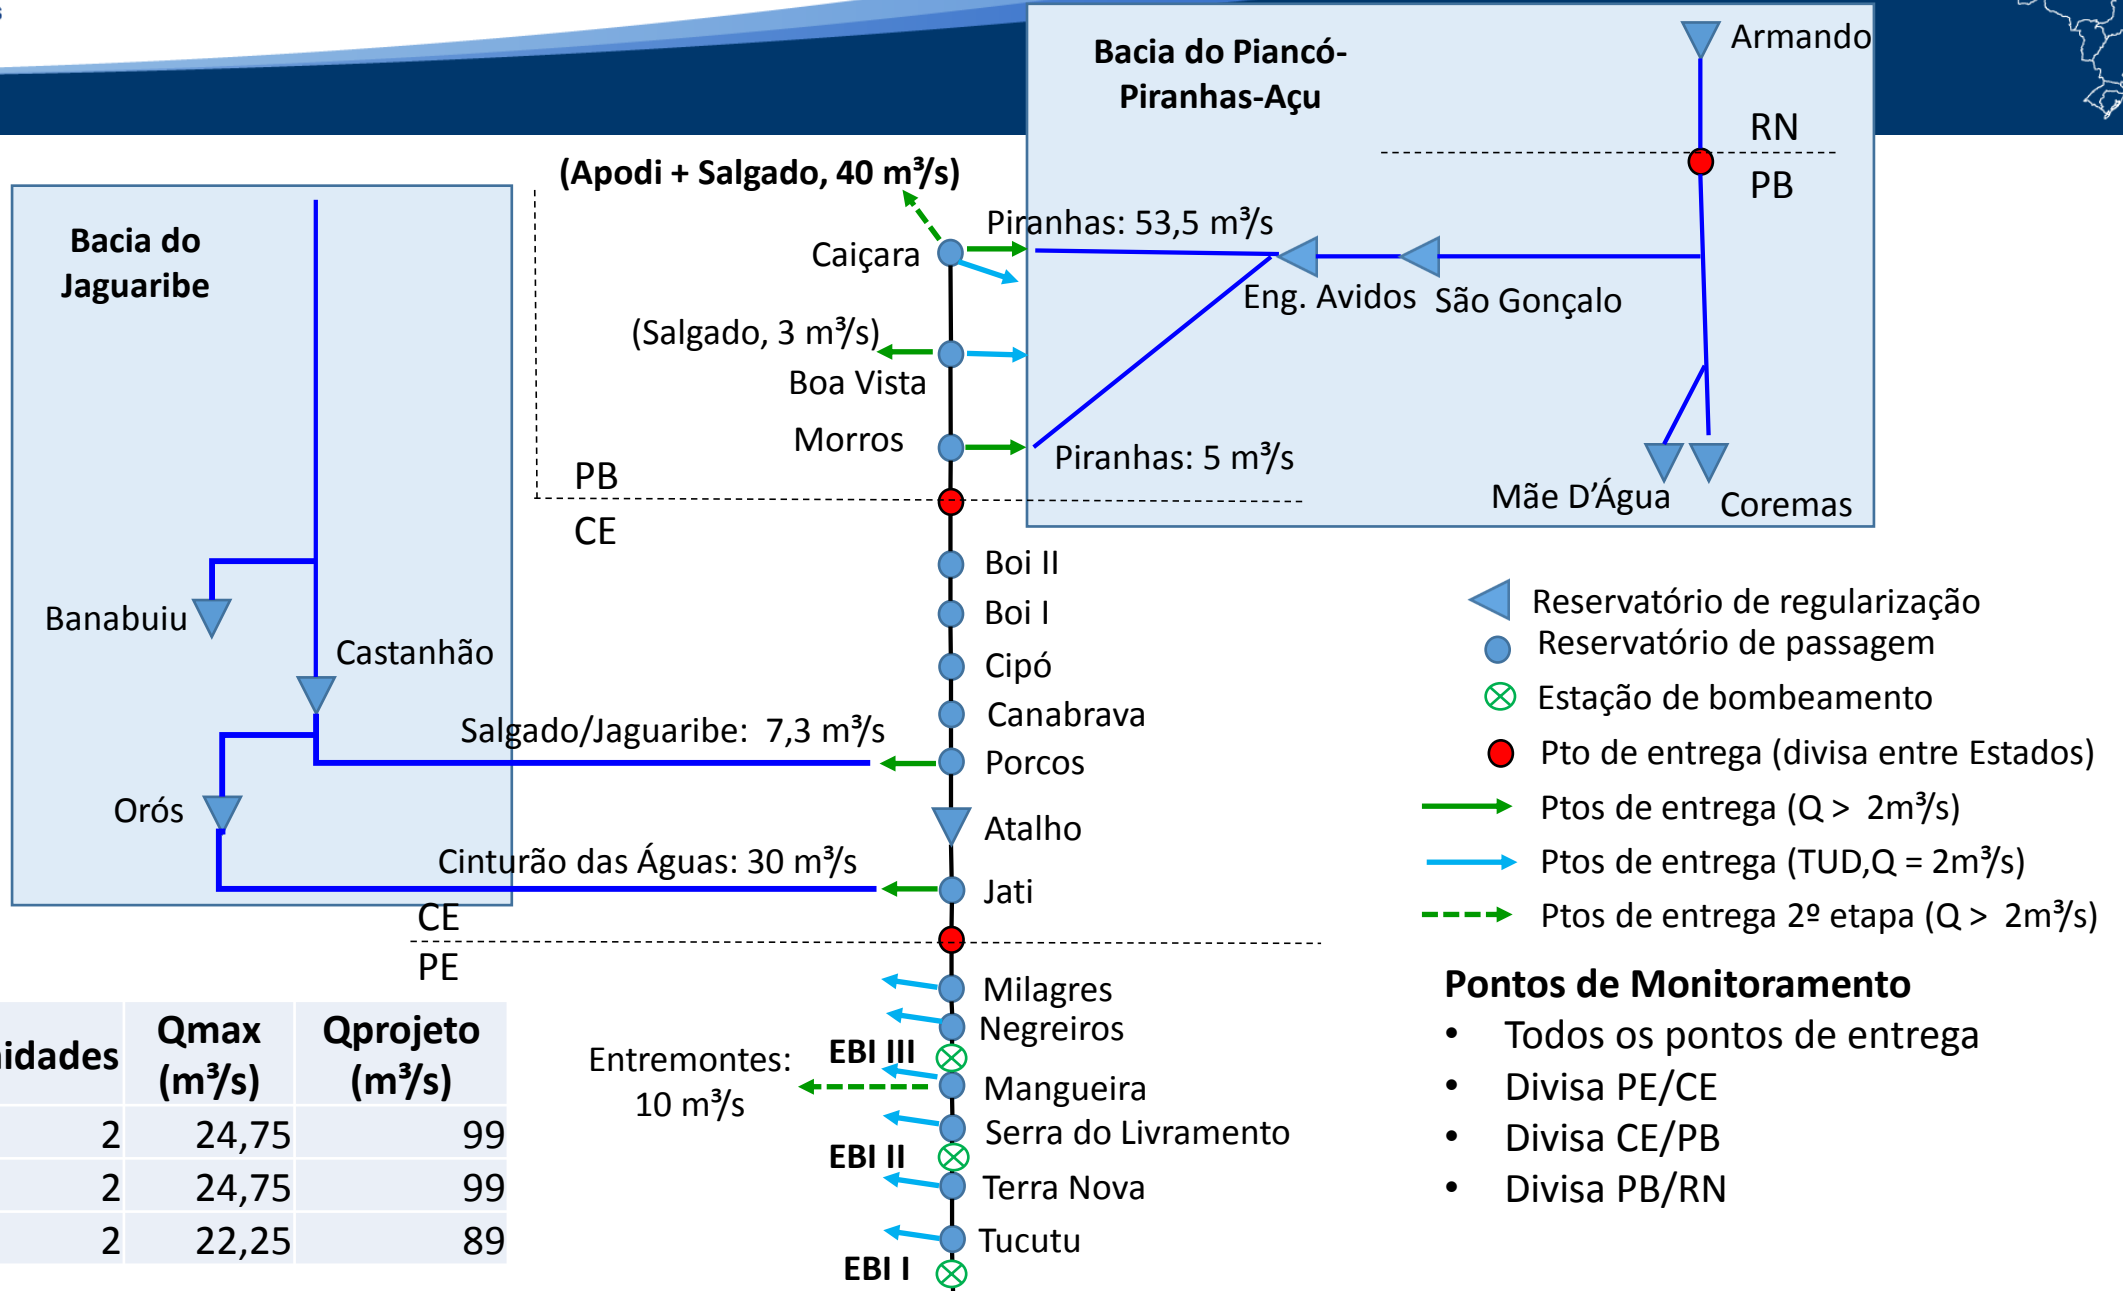 Bacia do Piancó-
Piranhas-Açu
Armando
RN
PB
(Apodi + Salgado, 40 m³/s)
Piranhas: 53,5 m³/s
Caiçara
Eng. Avidos
São Gonçalo
(Salgado, 3 m³/s)
Boa Vista
Morros
Piranhas: 5 m³/s
Mãe D’Água
Coremas
PB
CE
Bacia do
Jaguaribe
Banabuiu
Castanhão
Orós
Salgado/Jaguaribe: 7,3 m³/s
Cinturão das Águas: 30 m³/s
CE
PE
Boi II
Boi I
Cipó
Canabrava
Porcos
Atalho
Jati
Milagres
Negreiros
EBI III
Entremontes:
10 m³/s
Mangueira
Serra do Livramento
EBI II
Terra Nova
Tucutu
EBI I
Reservatório de regularização
Reservatório de passagem
Estação de bombeamento
Pto de entrega (divisa entre Estados)
Ptos de entrega (Q > 2m³/s)
Ptos de entrega (TUD,Q = 2m³/s)
Ptos de entrega 2º etapa (Q > 2m³/s)
Pontos de Monitoramento
• Todos os pontos de entrega
• Divisa PE/CE
• Divisa CE/PB
• Divisa PB/RN
Qmax (m³/s) Qprojeto (m³/s)
2 24,75 99
2 24,75 99
2 22,25 89